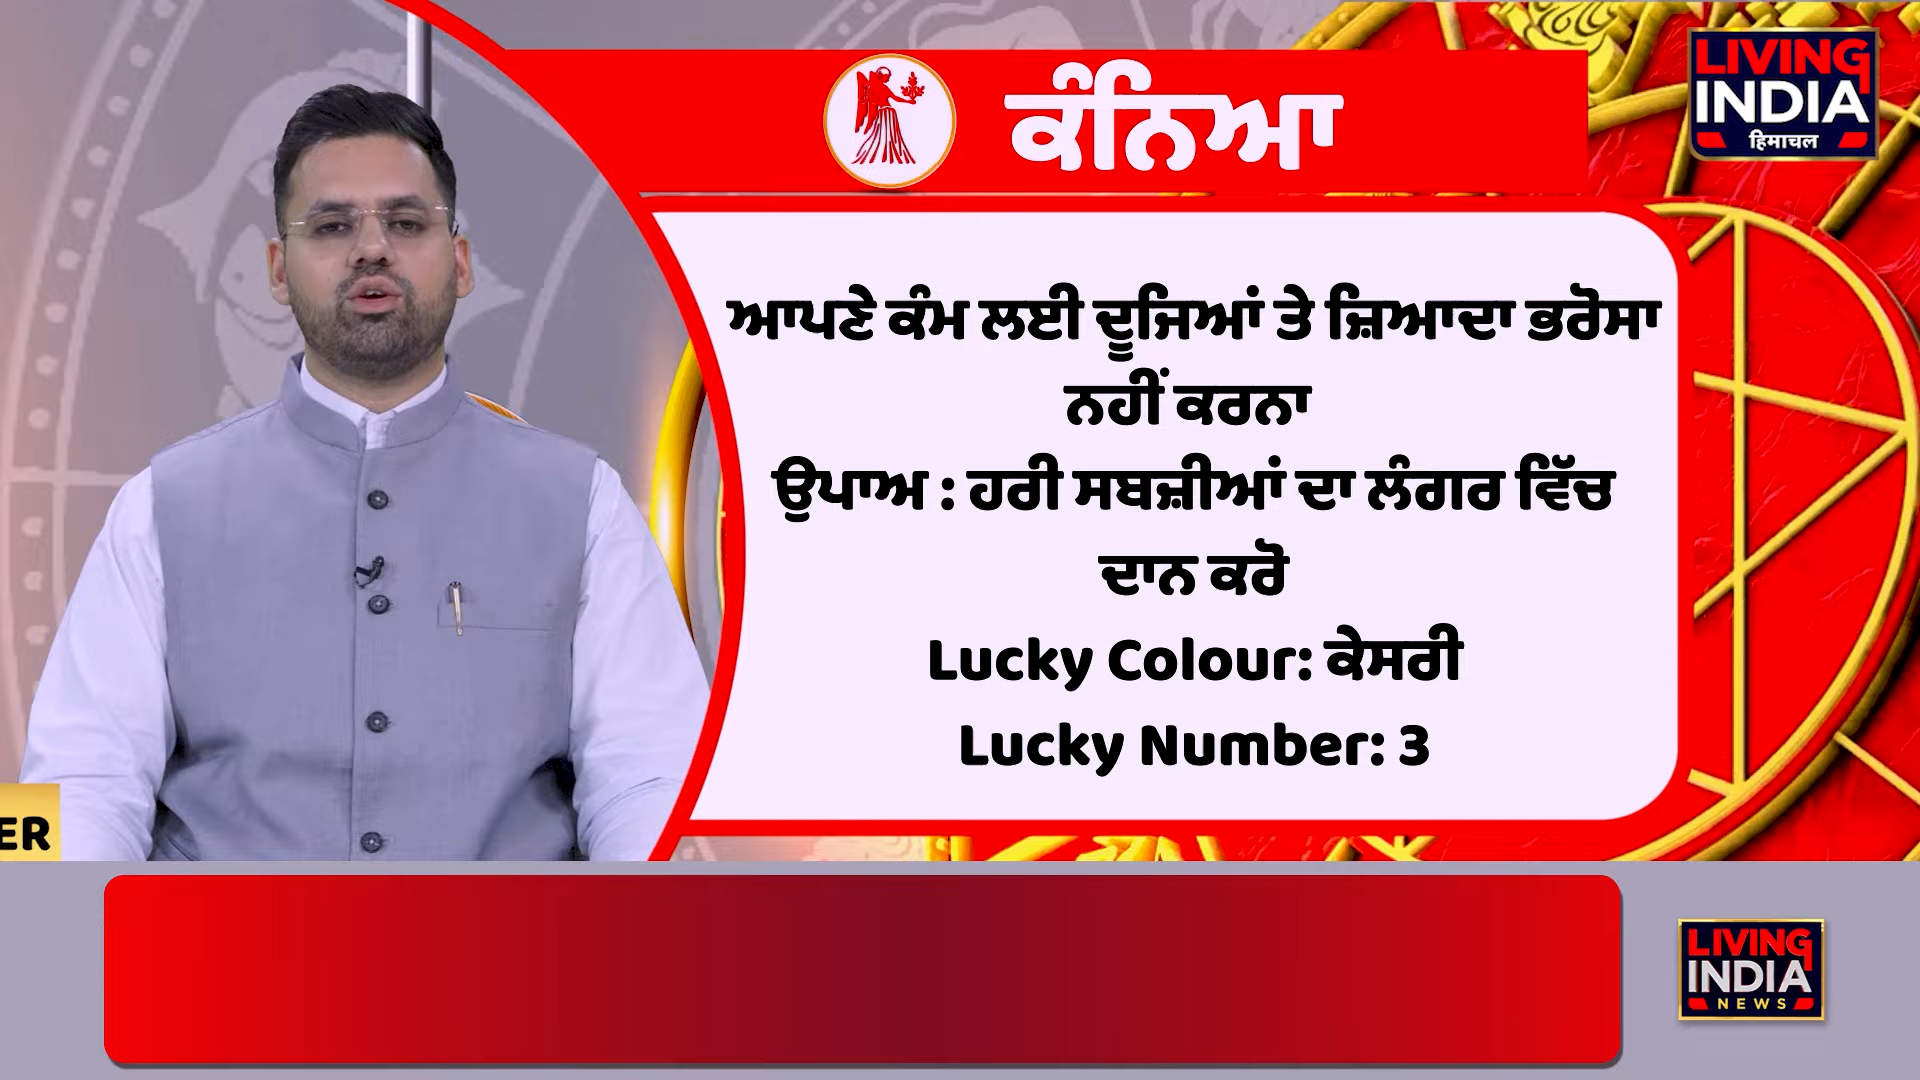 ਕੰਨਿਆ
LIVING
INDIA
हिमाचल
ਆਪਣੇ ਕੰਮ ਲਈ ਦੂਜਿਆਂ ਤੇ ਜ਼ਿਆਦਾ ਭਰੋਸਾ
ਨਹੀਂ ਕਰਨਾ
ਉਪਾਅ : ਹਰੀ ਸਬਜ਼ੀਆਂ ਦਾ ਲੰਗਰ ਵਿੱਚ
ਦਾਨ ਕਰੋ
Lucky Colour: ਕੇਸਰੀ
Lucky Number: 3
ER
LIVING
INDIA
NEWS